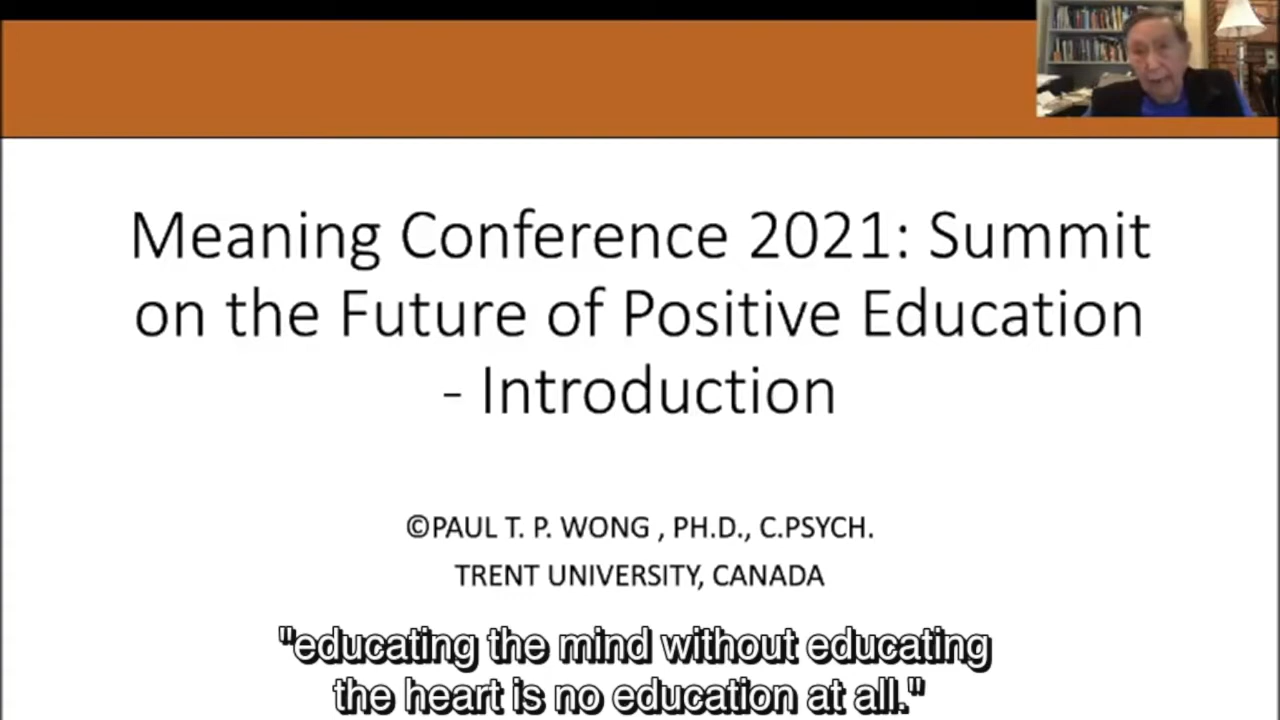 Meaning Conference 2021: Summit
on the Future of Positive Education
- Introduction
©PAUL T. P. WONG , PH.D., C.PSYCH.
TRENT UNIVERSITY, CANADA
"educating the mind without educating
the heart is no education at all."